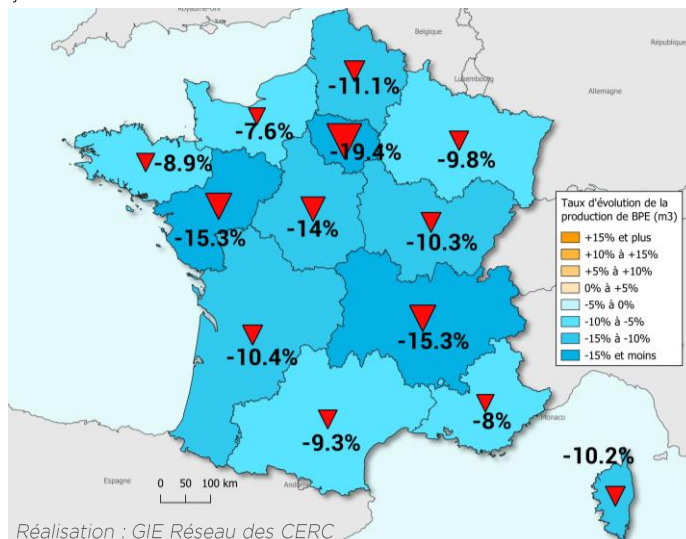 Royaume-Uni
Belgique
République
Luxembourg
Allemagne
-11.1%
-7.6%
-19.4%
-9.8%
-8.9%
-15.3%
-14%
-10.3%
Taux d'évolution de la
production de BPE (m3)
+15% et plus
+10% à +15%
+5% à +10%
0% à +5%
-5% à 0%
-10% à -5%
-15% à -10%
-15% et moins
-15.3%
-10.4%
-8%
Monaco
-9.3%
-10.2%
Espagne
0 50 100 km
Réalisation : GIE Réseau des CERC